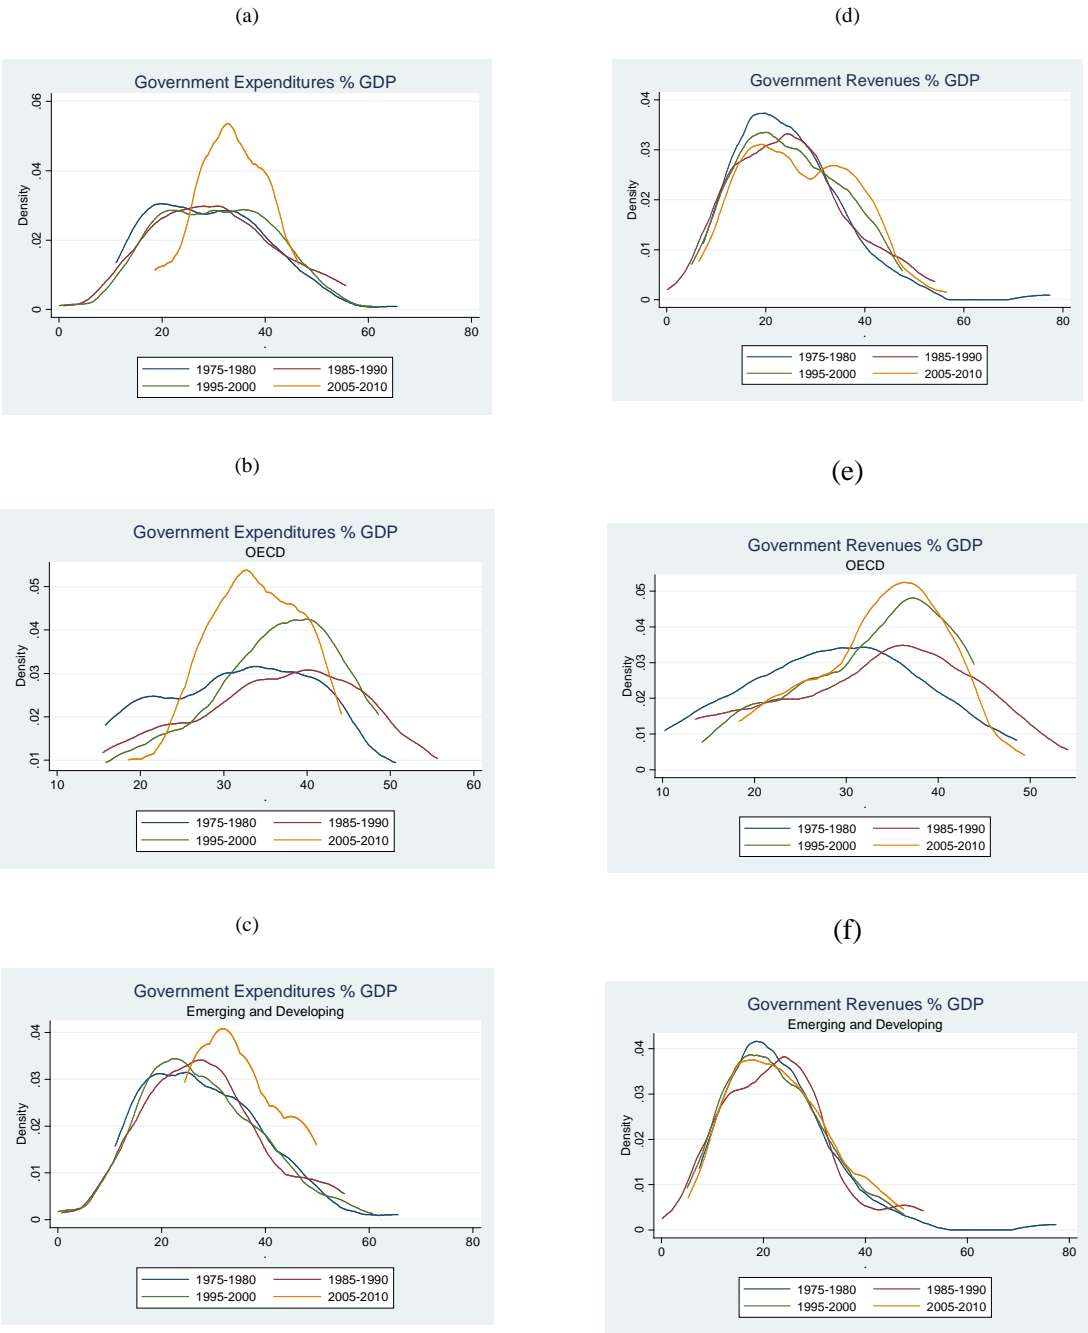 (a)
Government Expenditures % GDP
Density
0 .02 .04 .06
0 20 40 60 80
.
1975-1980 1985-1990
1995-2000 2005-2010
(d)
Government Revenues % GDP
Density
0 .01 .02 .03 .04
0 20 40 60 80
.
1975-1980 1985-1990
1995-2000 2005-2010
(b)
Government Expenditures % GDP
OECD
Density
.01 .02 .03 .04 .05
10 20 30 40 50 60
.
1975-1980 1985-1990
1995-2000 2005-2010
(e)
Government Revenues % GDP
OECD
Density
0 .01 .02 .03 .04 .05
10 20 30 40 50
.
1975-1980 1985-1990
1995-2000 2005-2010
(c)
Government Expenditures % GDP
Emerging and Developing
Density
0 .01 .02 .03 .04
0 20 40 60 80
.
1975-1980 1985-1990
1995-2000 2005-2010
(f)
Government Revenues % GDP
Emerging and Developing
Density
0 .01 .02 .03 .04
0 20 40 60 80
.
1975-1980 1985-1990
1995-2000 2005-2010